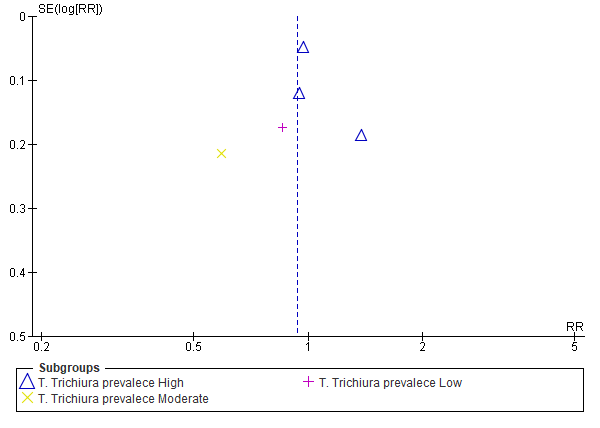 SE(log[RR])
0
0.1
0.2
0.3
0.4
0.5
RR
0.2 0.5 1 2 5
Subgroups
T. Trichiura prevalece High T. Trichiura prevalece Low
T. Trichiura prevalece Moderate